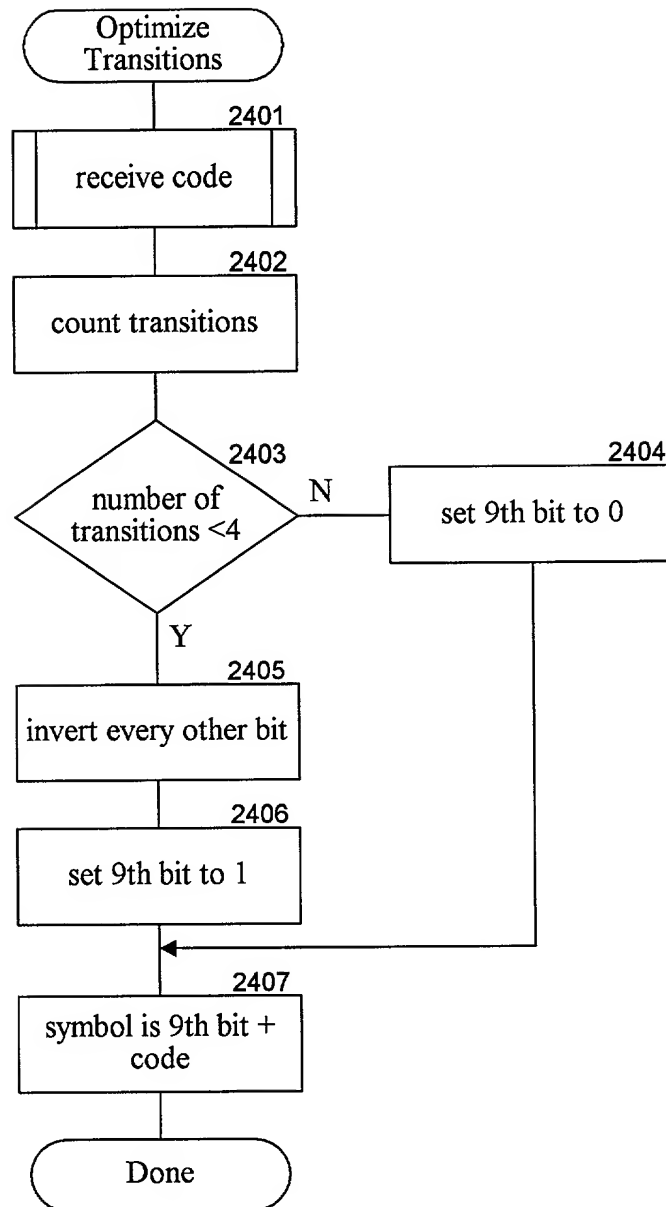 Optimize
Transitions
2401
receive code
2402
count transitions
2403
number of
transitions <4
N
2404
set 9th bit to 0
Y
2405
invert every other bit
2406
set 9th bit to 1
2407
symbol is 9th bit +
code
Done